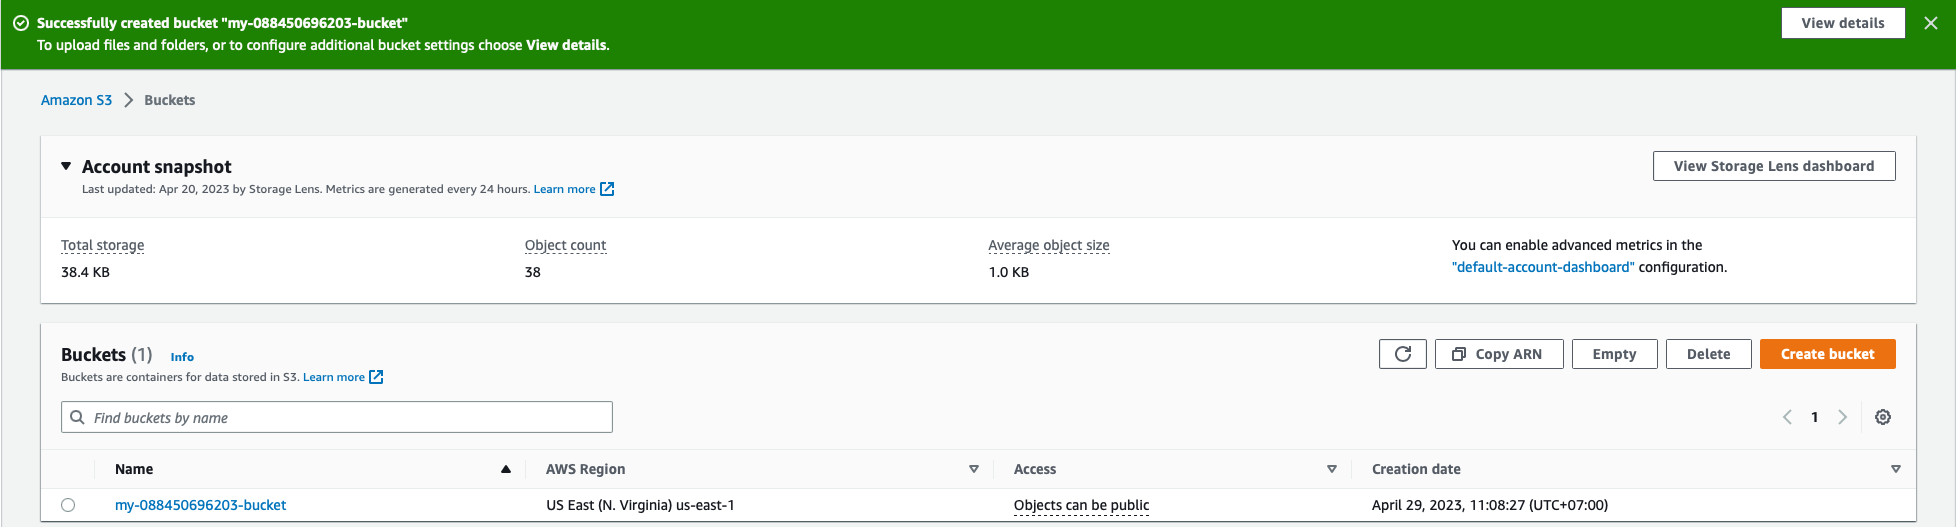 Successfully created bucket "my-088450696203-bucket"
To upload files and folders, or to configure additional bucket settings choose View details.
View details
Amazon S3 Buckets
Account snapshot
Last updated: Apr 20, 2023 by Storage Lens. Metrics are generated every 24 hours. Learn more
View Storage Lens dashboard
Total storage
38.4 KB
Object count
38
Average object size
1.0 KB
You can enable advanced metrics in the
"default-account-dashboard" configuration.
Buckets (1) Info
Buckets are containers for data stored in S3. Learn more
Copy ARN
Empty
Delete
Create bucket
Find buckets by name
1
Name AWS Region Access Creation date
my-088450696203-bucket US East (N. Virginia) us-east-1 Objects can be public April 29, 2023, 11:08:27 (UTC+07:00)